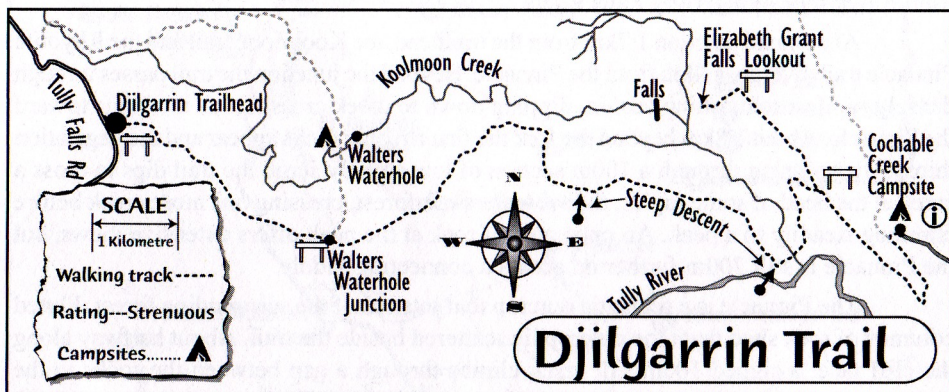 Tully
Falls Rd
Djilgarrin Trailhead
Koolmoon Creek
Walters
Waterhole
Walters
Waterhole
Junction
Falls
Elizabeth Grant
Falls Lookout
Cochable
Creek
Campsite
i
Steep Descent
Tully River
N
W
E
S
SCALE
1 Kilometre
Walking track - - -
Rating---Strenuous
Campsites.......
Djilgarrin Trail